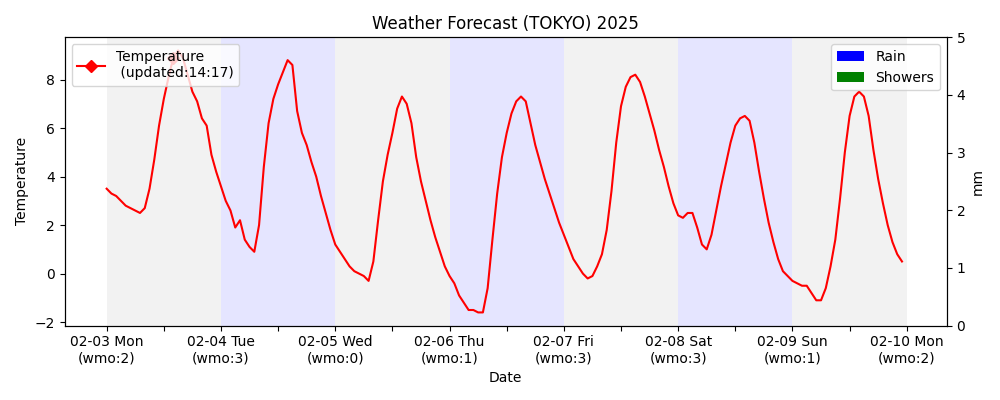 Weather Forecast (TOKYO) 2025
Temperature
(updated:14:17)
Rain
Showers
Temperature
8
6
4
2
0
−2
5
4
3
2
1
0
mm
02-03 Mon
(wmo:2)
02-04 Tue
(wmo:3)
02-05 Wed
(wmo:0)
02-06 Thu
(wmo:1)
02-07 Fri
(wmo:3)
02-08 Sat
(wmo:3)
02-09 Sun
(wmo:1)
02-10 Mon
(wmo:2)
Date